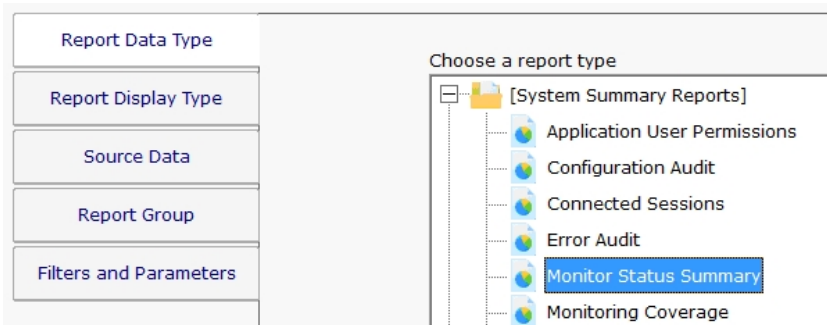 Report Data Type
Report Display Type
Source Data
Report Group
Filters and Parameters
Choose a report type
[System Summary Reports]
Application User Permissions
Configuration Audit
Connected Sessions
Error Audit
Monitor Status Summary
Monitoring Coverage